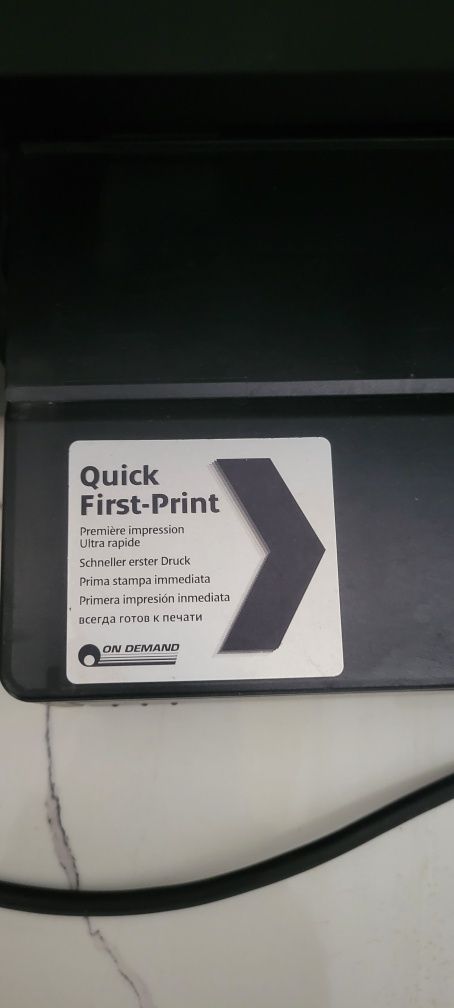 Quick
First-Print
Première impression
Ultra rapide
Schneller erster Druck
Prima stampa immediata
Primera impresión inmediata
всегда готов к печати
ON DEMAND